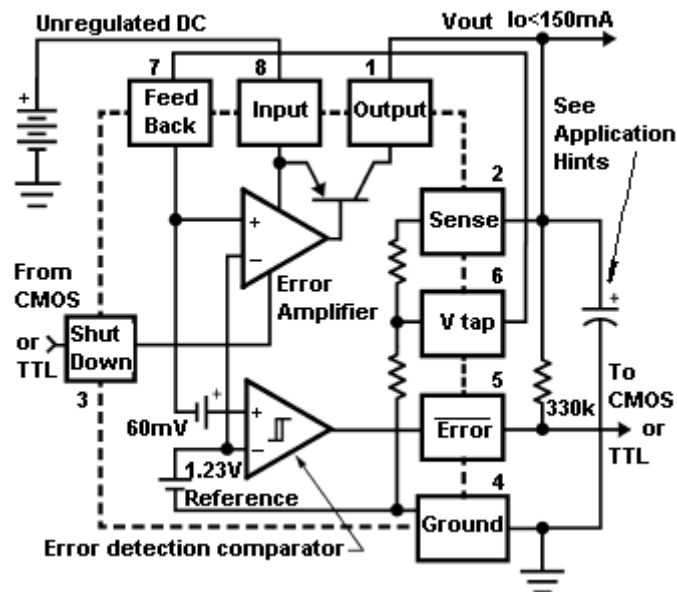 Unregulated DC
Vout Io<150mA
7
8
1
Feed
Back
Input
Output
See
Application
Hints
2
Sense
+
+
−
Error
Amplifier
6
V tap
+
From
CMOS
or
TTL
Shut
Down
3
5
Error
330k
To
CMOS
or
TTL
+
60mV
+
−
1.23V
Reference
4
Ground
Error detection comparator